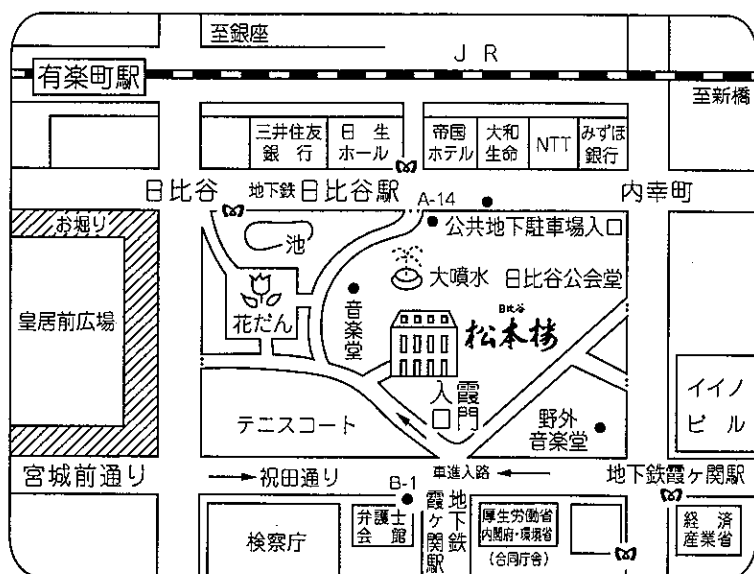 至銀座
JR
有楽町駅
至新橋
三井住友
銀行
日生
ホール
帝国
ホテル
大和
生命
NTT
みずほ
銀行
日比谷
地下鉄日比谷駅
A-14
内幸町
お堀り
池
公共地下駐車場入口
大噴水
日比谷公会堂
皇居前広場
花だん
音楽堂
日比谷
松本楼
テニスコート
入口
霞門
野外
音楽堂
イイノ
ビル
宮城前通り
祝田通り
車進入路
地下鉄霞ヶ関駅
B-1
検察庁
弁護士
会館
地下鉄
霞ヶ関駅
厚生労働省
内閣府・環境省
(合同庁舎)
経済
産業省